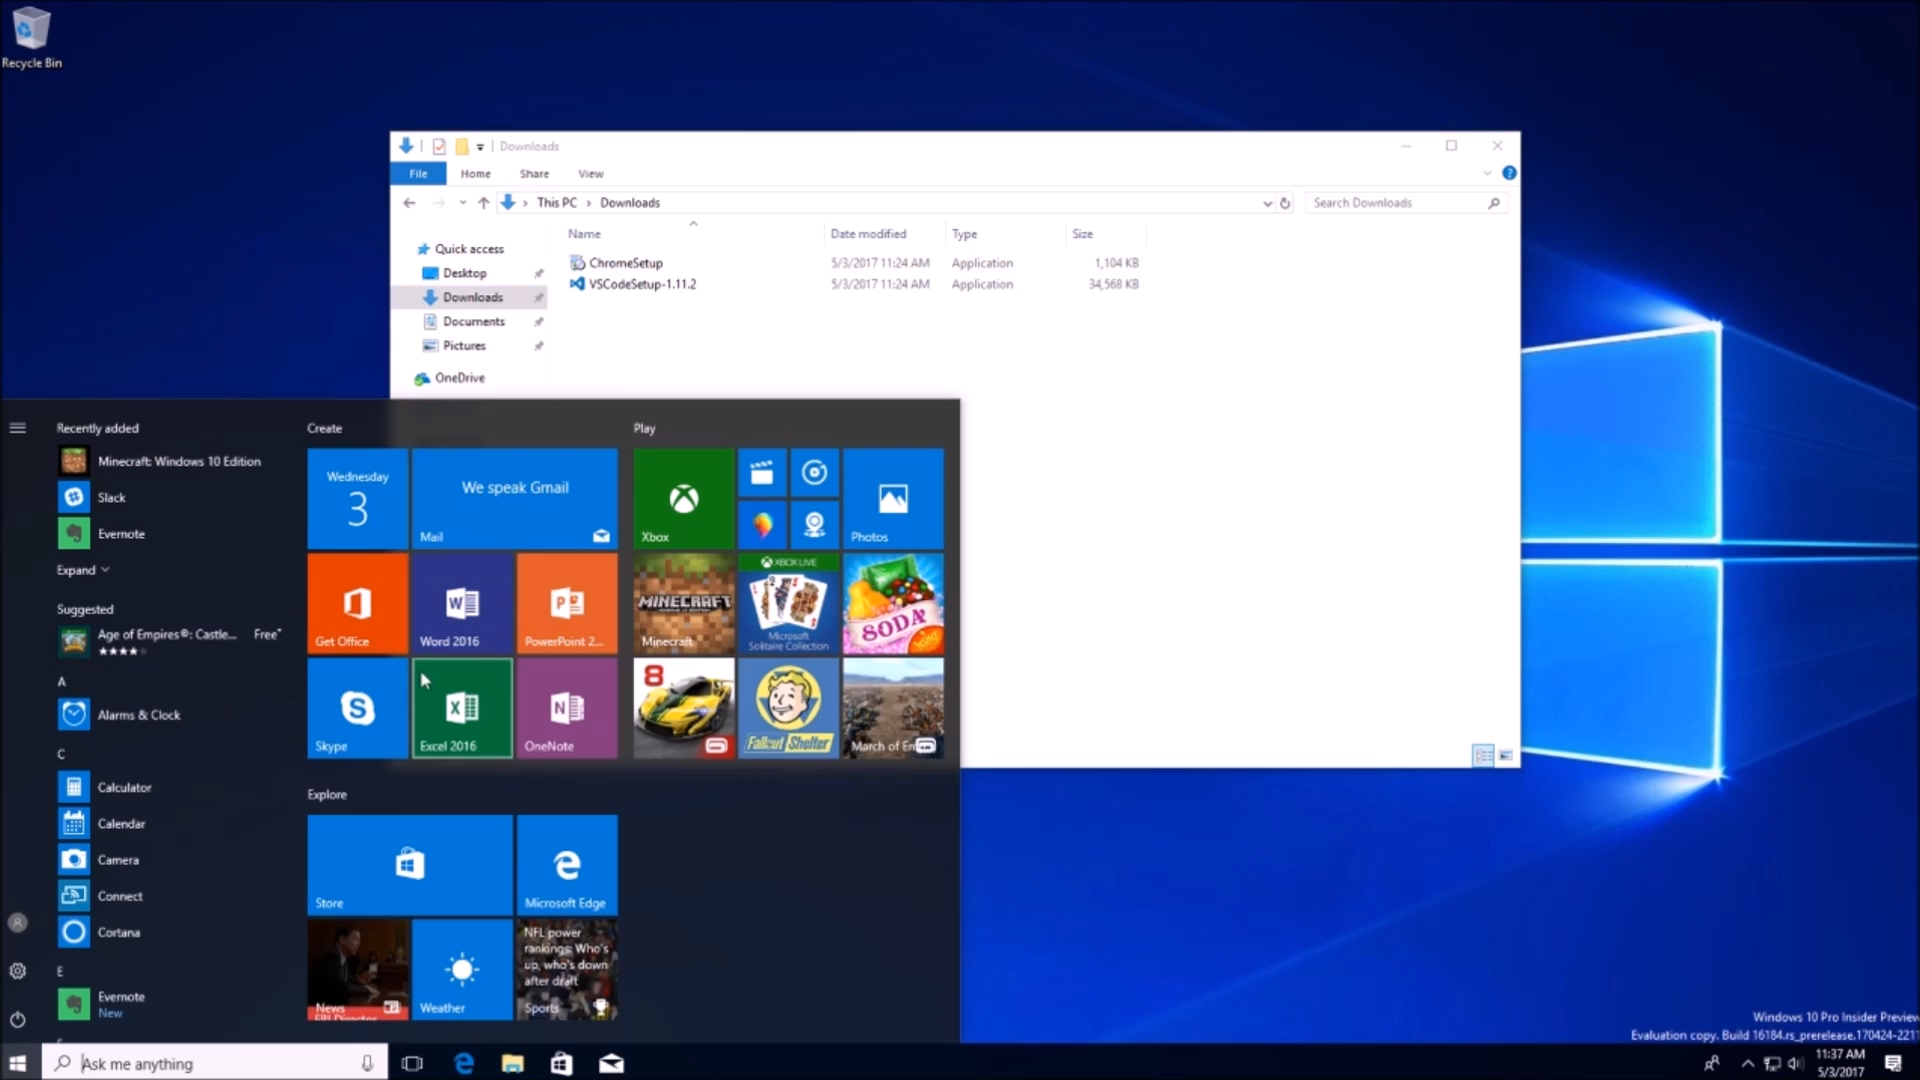 Recycle Bin
Downloads
File Home Share View
This PC Downloads
Search Downloads
Name Date modified Type Size
Quick access
Desktop
Downloads
Documents
Pictures
OneDrive
ChromeSetup 5/3/2017 11:24 AM Application 1,104 KB
VSCodeSetup-1.11.2 5/3/2017 11:24 AM Application 34,568 KB
Recently added
Minecraft: Windows 10 Edition
Slack
Evernote
Expand
Suggested
Age of Empires®: Castle... Free*
A
Alarms & Clock
C
Calculator
Calendar
Camera
Connect
Cortana
E
Evernote
New
Create
Wednesday
3
We speak Gmail
Mail
Get Office
W
Word 2016
P
PowerPoint 2...
S
Skype
X
Excel 2016
N
OneNote
Play
Xbox
Photos
MINECRAFT
Minecraft
XBOX LIVE
Microsoft
Solitaire Collection
SODA
King
8
Fallout Shelter
March of Em
Explore
Store
Microsoft Edge
News
FBI Director
Weather
NFL power
rankings: Who's
up, who's down
after draft
Sports
Windows 10 Pro Insider Preview
Evaluation copy. Build 16184.rs_prerelease.170424-221
Ask me anything
11:37 AM
5/3/2017